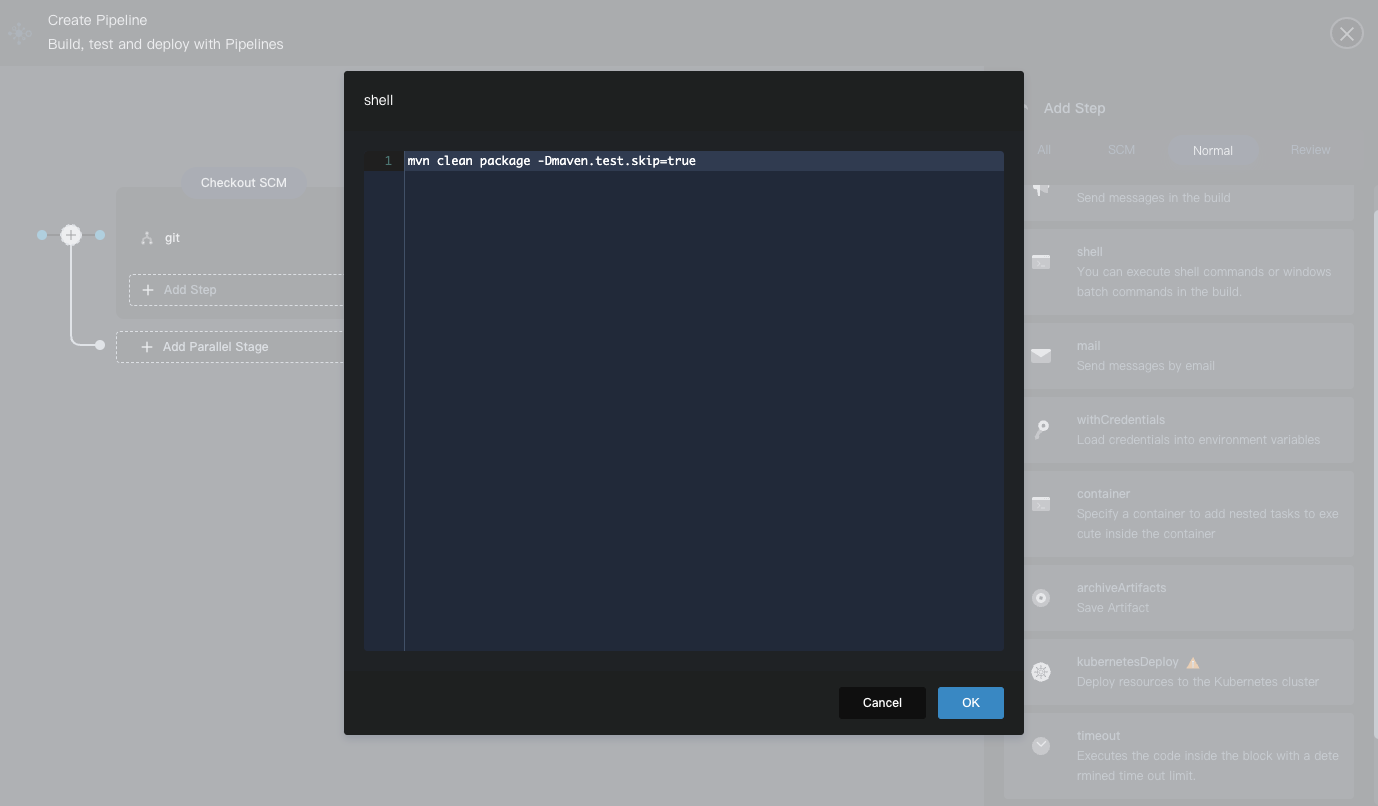 Create Pipeline
Build, test and deploy with Pipelines
shell
1 mvn clean package -Dmaven.test.skip=true
Cancel
OK
Checkout SCM
git
Add Step
Add Parallel Stage
Add Step
All
SCM
Normal
Review
Send messages in the build
shell
You can execute shell commands or windows
batch commands in the build.
mail
Send messages by email
withCredentials
Load credentials into environment variables
container
Specify a container to add nested tasks to exe
cute inside the container
archiveArtifacts
Save Artifact
kubernetesDeploy
Deploy resources to the Kubernetes cluster
timeout
Executes the code inside the block with a dete
rmined time out limit.